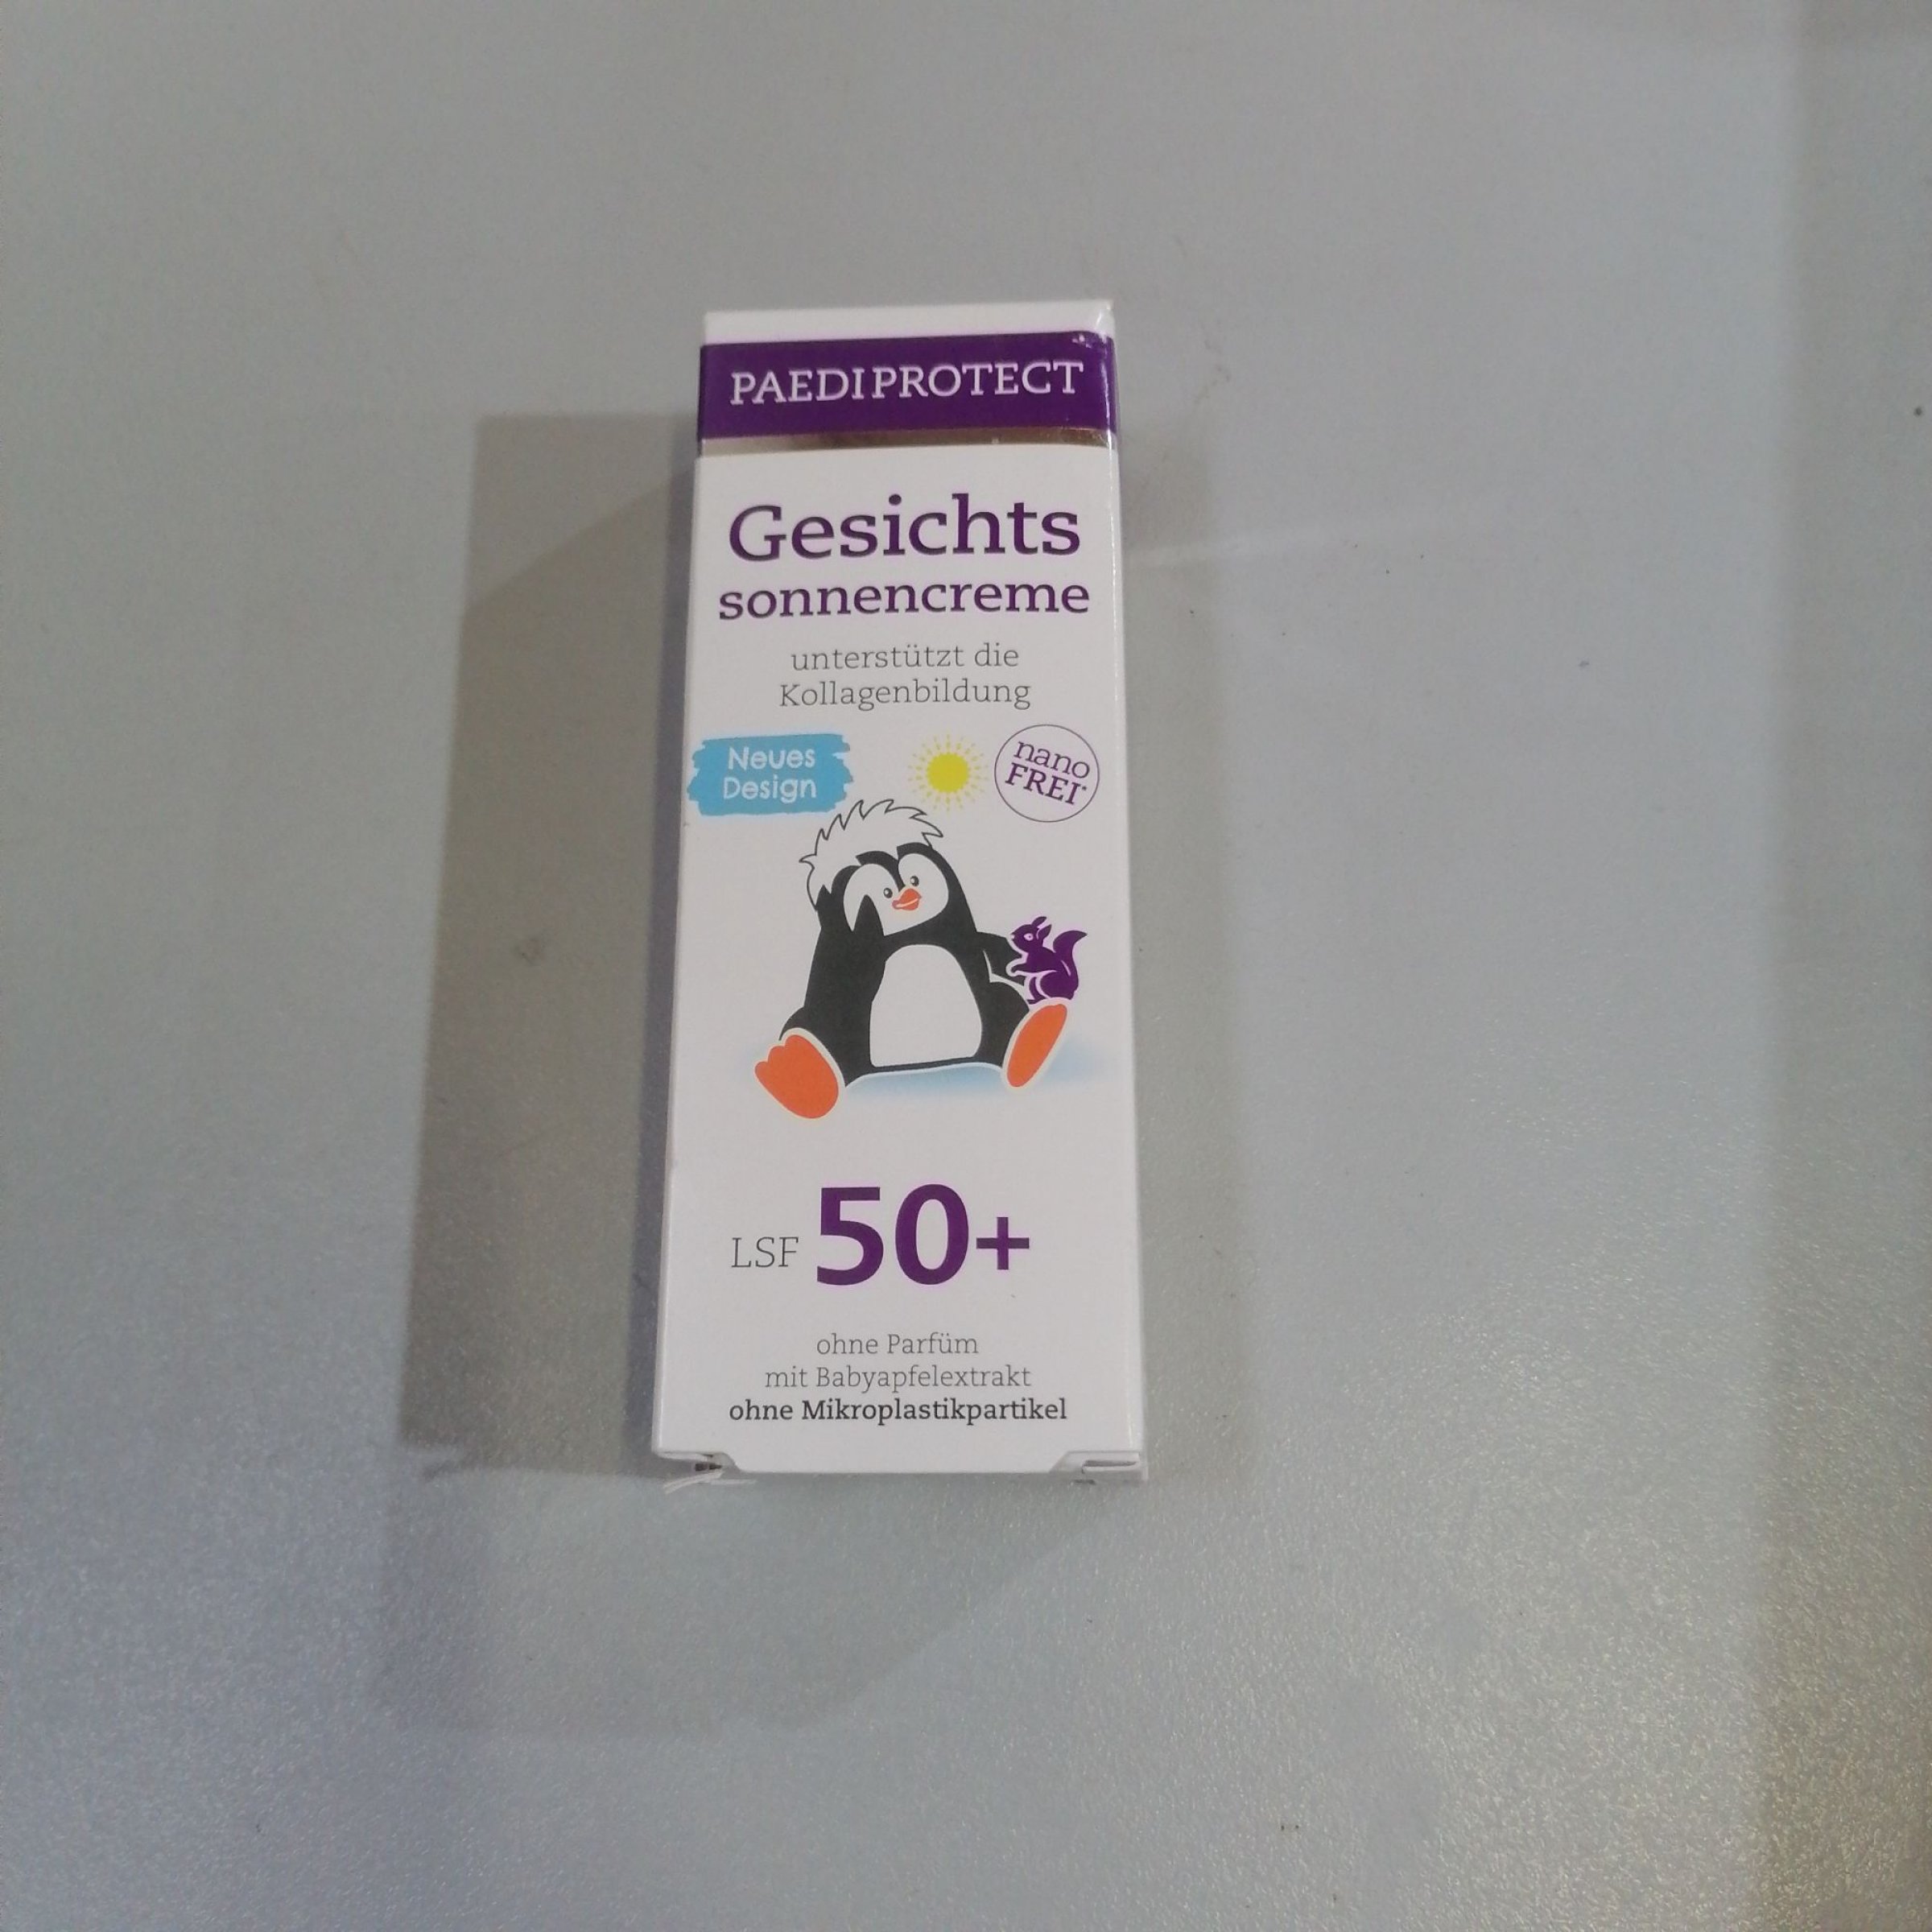 PAEDIPROTECT
Gesichts
sonnencreme
unterstützt die
Kollagenbildung
Neues
Design
nano
FREI*
LSF 50+
ohne Parfüm
mit Babyapfelextrakt
ohne Mikroplastikpartikel